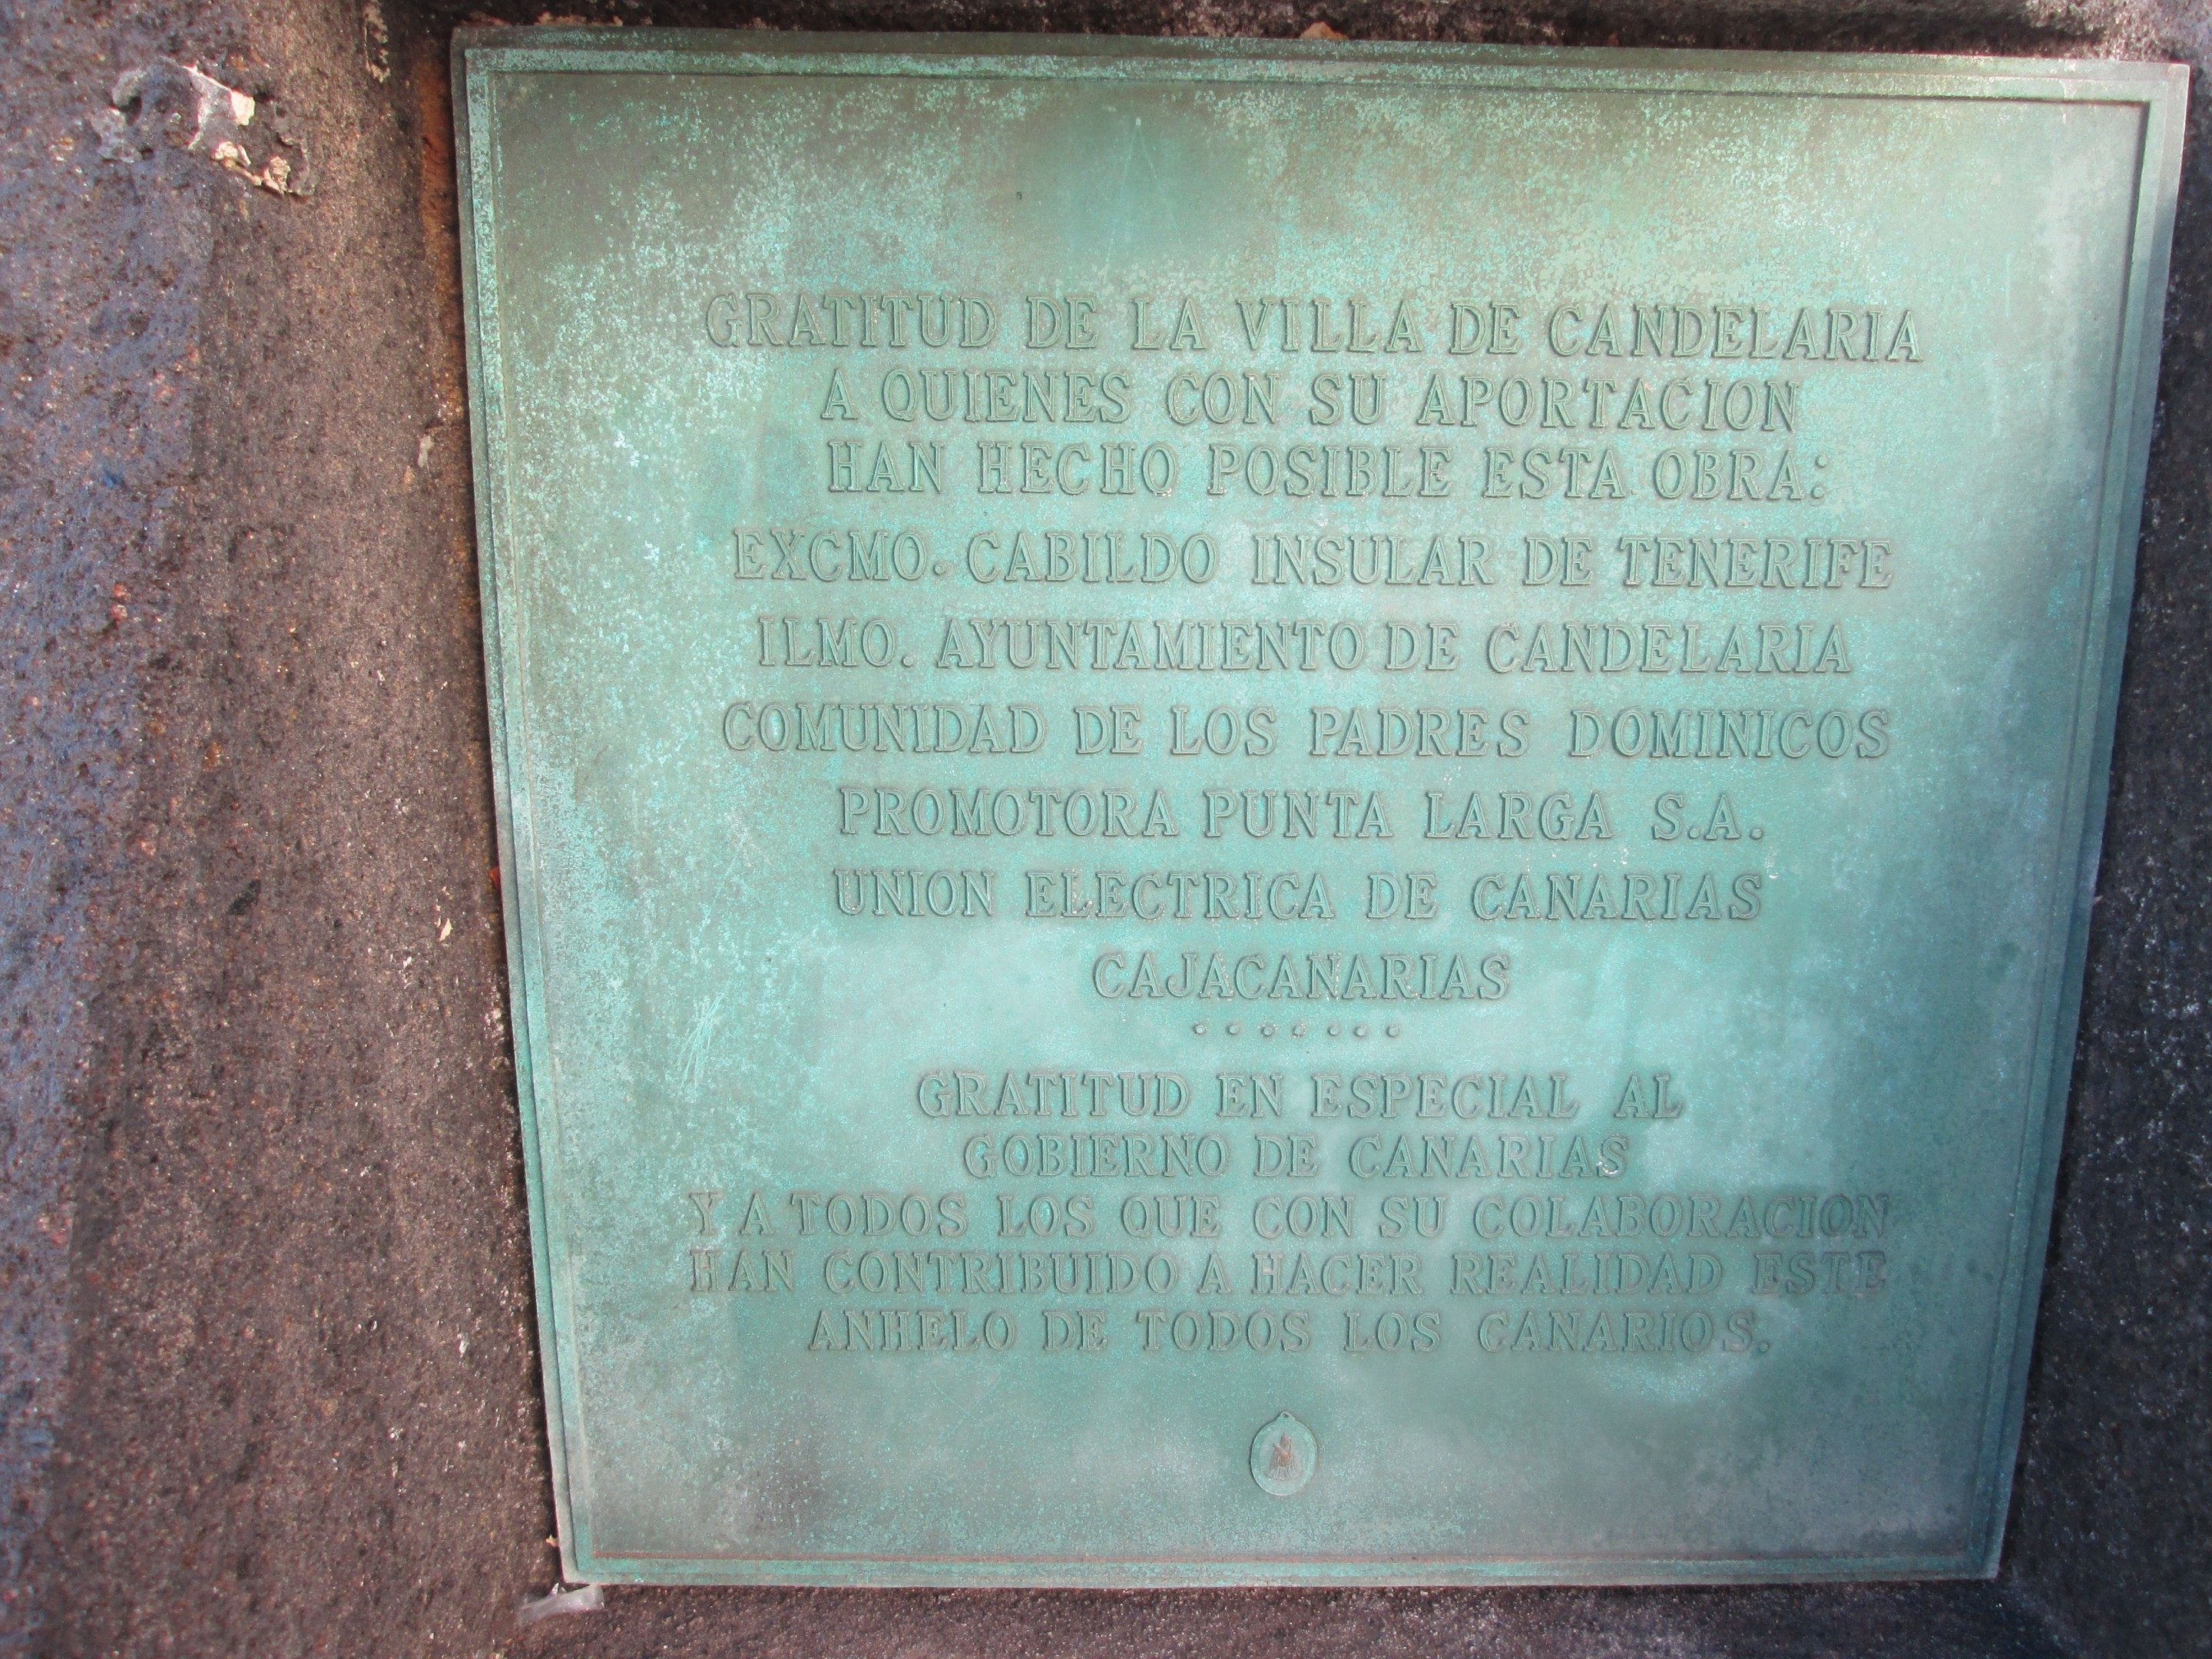 GRATITUD DE LA VILLA DE CANDELARIA
A QUIENES CON SU APORTACION
HAN HECHO POSIBLE ESTA OBRA:
EXCMO. CABILDO INSULAR DE TENERIFE
ILMO. AYUNTAMIENTO DE CANDELARIA
COMUNIDAD DE LOS PADRES DOMINICOS
PROMOTORA PUNTA LARGA S.A.
UNION ELECTRICA DE CANARIAS
CAJACANARIAS
.......
GRATITUD EN ESPECIAL AL
GOBIERNO DE CANARIAS
Y A TODOS LOS QUE CON SU COLABORACION
HAN CONTRIBUIDO A HACER REALIDAD ESTE
ANHELO DE TODOS LOS CANARIOS.